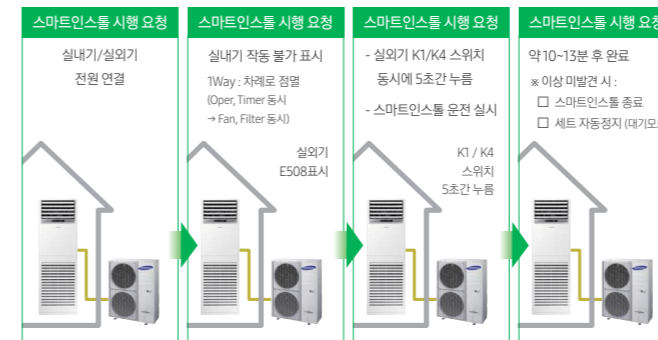 스마트인스톨 시행 요청
실내기/실외기
전원 연결
스마트인스톨 시행 요청
실내기 작동 불가 표시
1Way : 차례로 점멸
(Oper, Timer 동시
→ Fan, Filter 동시)
실외기
E508표시
스마트인스톨 시행 요청
- 실외기 K1/K4 스위치
동시에 5초간 누름
- 스마트인스톨 운전 실시
K1 / K4
스위치
5초간 누름
스마트인스톨 시행 요청
약 10~13분 후 완료
※ 이상 미발견 시 :
□ 스마트인스톨 종료
□ 세트 자동정지 (대기모